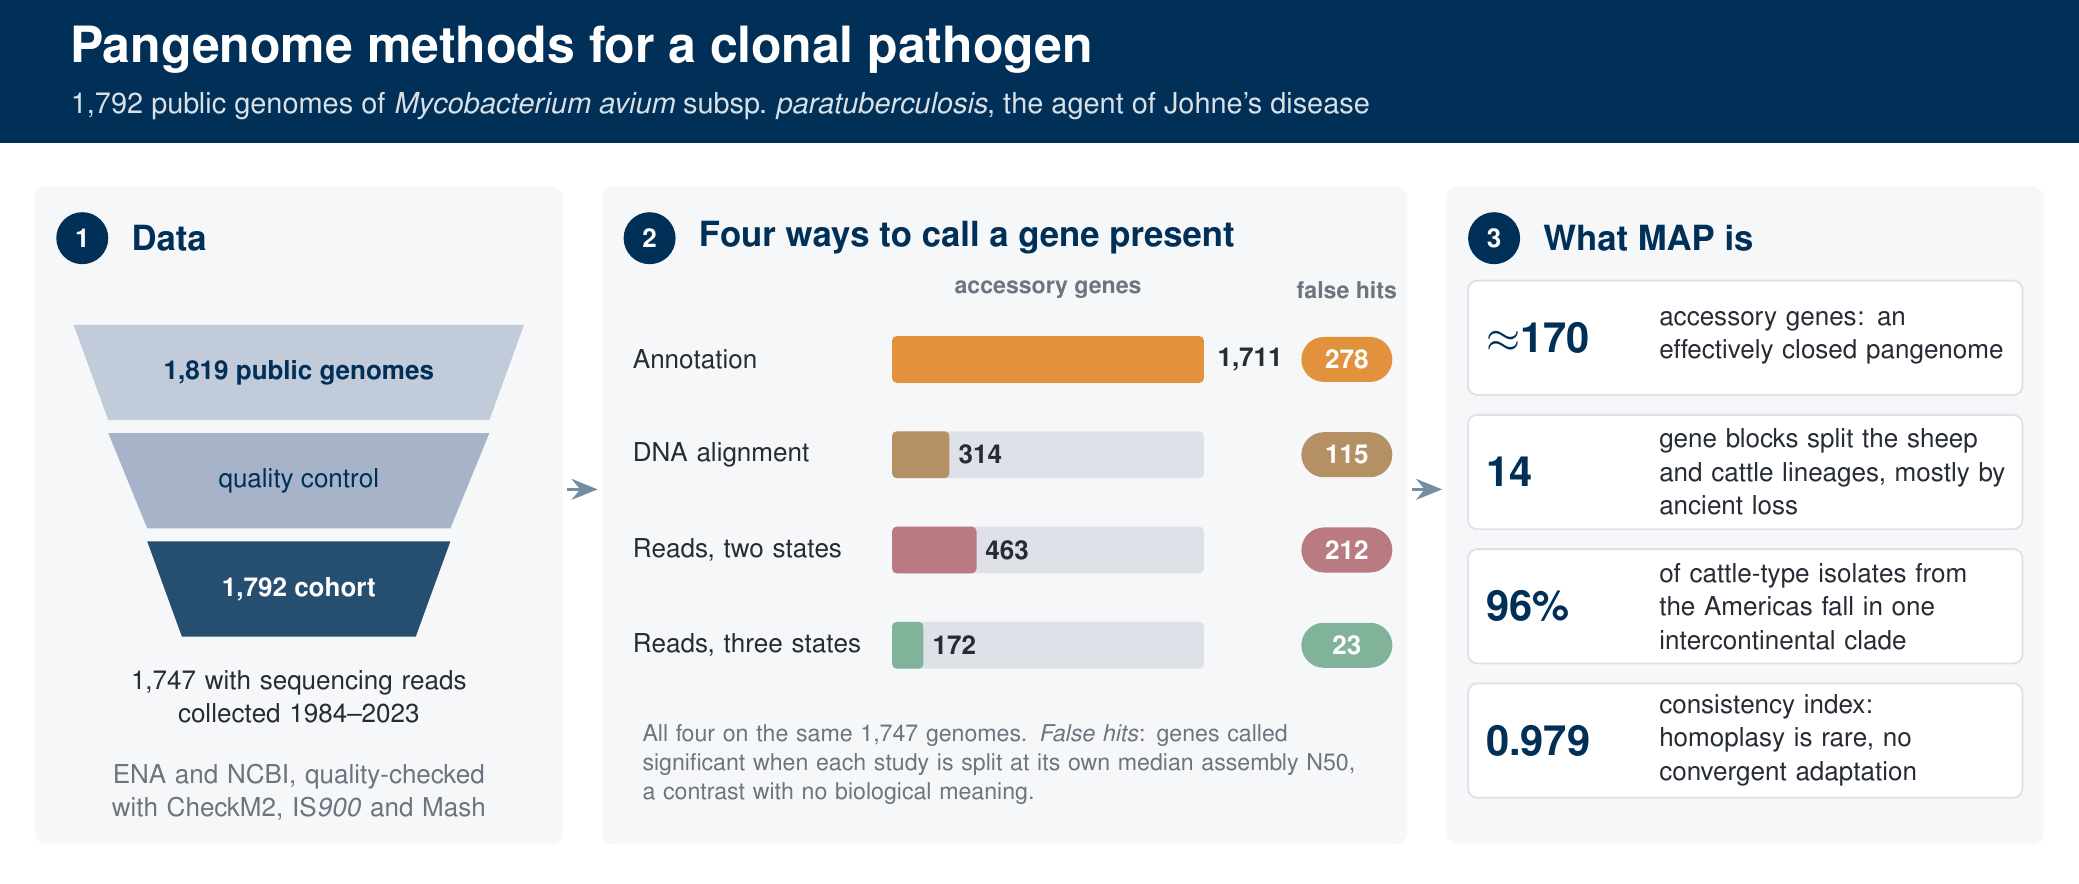 Pangenome methods for a clonal pathogen
1,792 public genomes of Mycobacterium avium subsp. paratuberculosis, the agent of Johne’s disease
1 Data
1,819 public genomes
quality control
1,792 cohort
1,747 with sequencing reads
collected 1984–2023
ENA and NCBI, quality-checked
with CheckM2, IS900 and Mash
2 Four ways to call a gene present
accessory genes false hits
Annotation 1,711 278
DNA alignment 314 115
Reads, two states 463 212
Reads, three states 172 23
All four on the same 1,747 genomes. False hits: genes called
significant when each study is split at its own median assembly N50,
a contrast with no biological meaning.
3 What MAP is
≈170
accessory genes: an
effectively closed pangenome
14
gene blocks split the sheep
and cattle lineages, mostly by
ancient loss
96%
of cattle-type isolates from
the Americas fall in one
intercontinental clade
0.979
consistency index:
homoplasy is rare, no
convergent adaptation